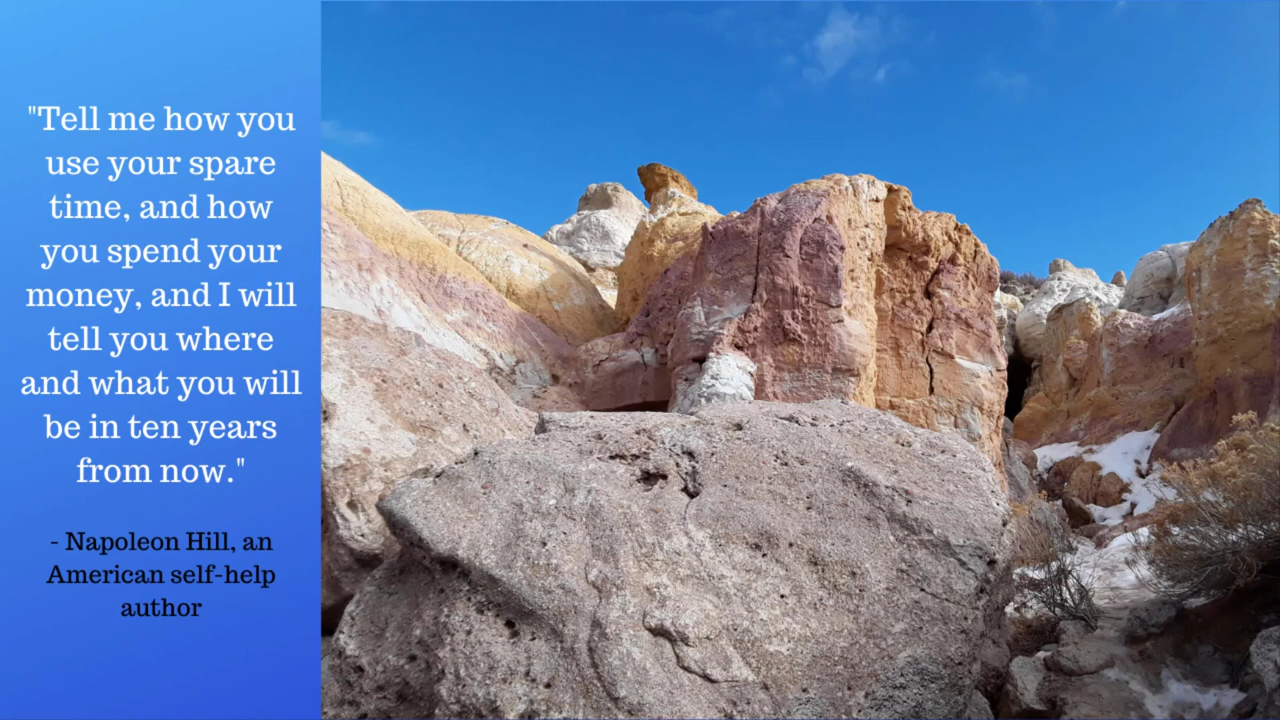 "Tell me how you
use your spare
time, and how
you spend your
money, and I will
tell you where
and what you will
be in ten years
from now."
- Napoleon Hill, an
American self-help
author